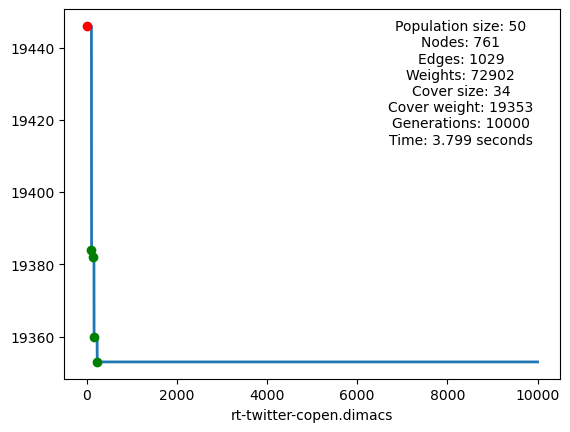 Population size: 50
Nodes: 761
Edges: 1029
Weights: 72902
Cover size: 34
Cover weight: 19353
Generations: 10000
Time: 3.799 seconds
19440
19420
19400
19380
19360
0 2000 4000 6000 8000 10000
rt-twitter-copen.dimacs